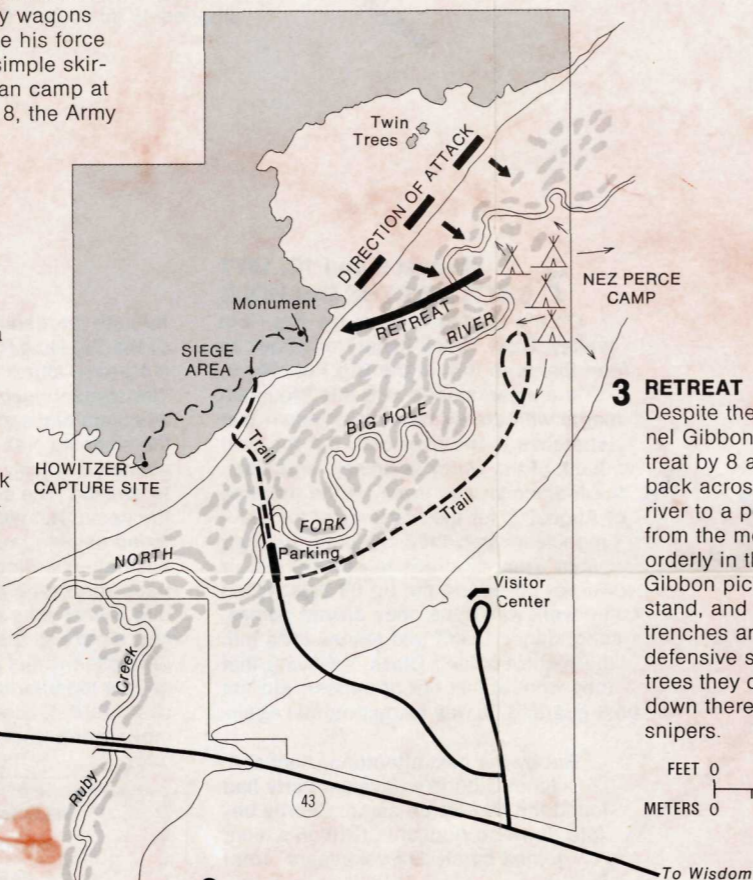 y wagons
e his force
simple skir-
an camp at
8, the Army
Twin
Trees
DIRECTION OF ATTACK
NEZ PERCE
CAMP
Monument
RETREAT
RIVER
SIEGE
AREA
BIG HOLE
Trail
HOWITZER
CAPTURE SITE
k
FORK
Trail
NORTH
Parking
Visitor
Center
Creek
Ruby
43
3 RETREAT
Despite the
nel Gibbon
treat by 8 a
back across
river to a p
from the mo
orderly in th
Gibbon pic
stand, and
trenches an
defensive s
trees they c
down there
snipers.
FEET 0
METERS 0
To Wisdom